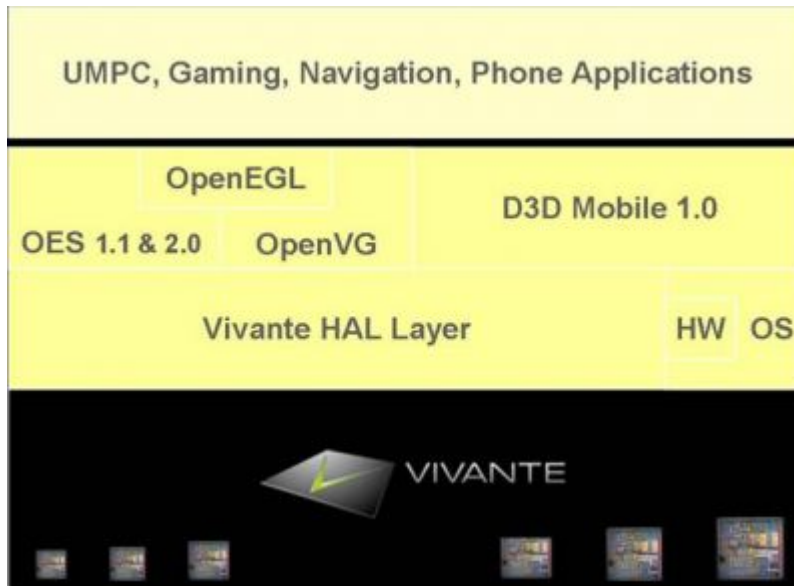 UMPC, Gaming, Navigation, Phone Applications
OpenEGL
D3D Mobile 1.0
OES 1.1 & 2.0
OpenVG
Vivante HAL Layer
HW
OS
VIVANTE